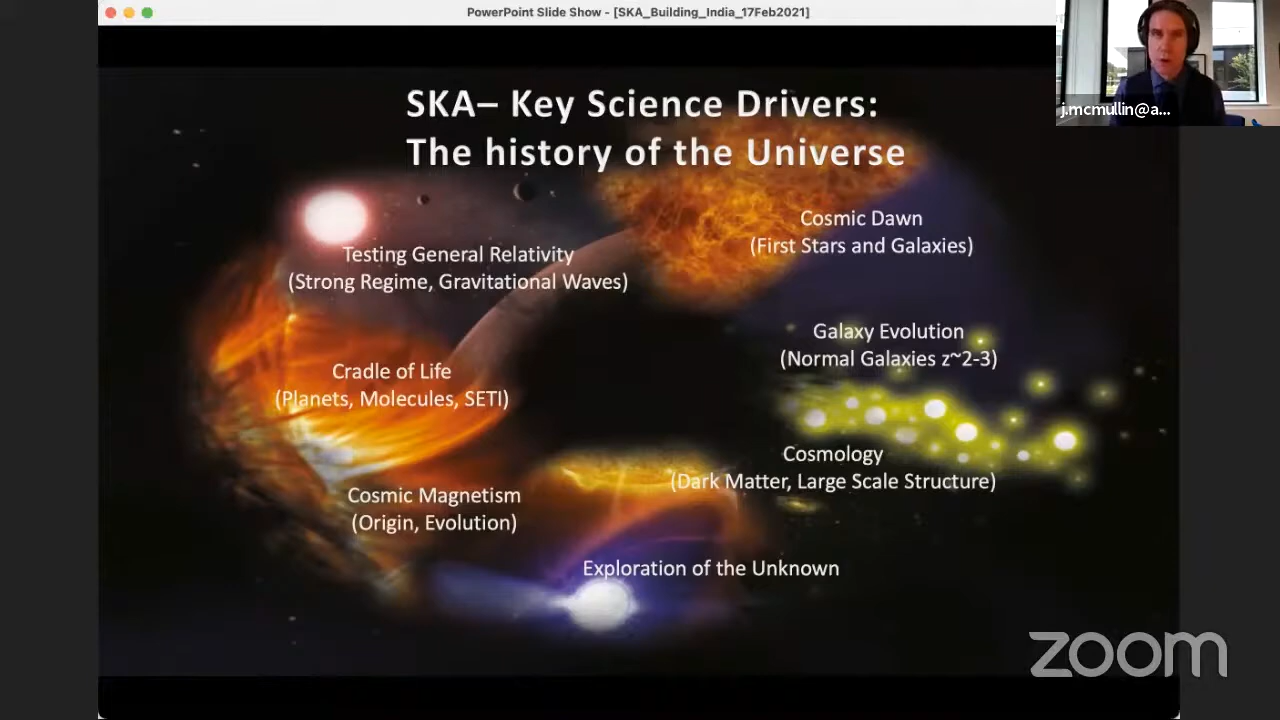 PowerPoint Slide Show - [SKA_Building_India_17Feb2021]
j.mcmullin@a...
SKA– Key Science Drivers:
The history of the Universe
Testing General Relativity
(Strong Regime, Gravitational Waves)
Cosmic Dawn
(First Stars and Galaxies)
Cradle of Life
(Planets, Molecules, SETI)
Galaxy Evolution
(Normal Galaxies z~2-3)
Cosmic Magnetism
(Origin, Evolution)
Cosmology
(Dark Matter, Large Scale Structure)
Exploration of the Unknown
zoom